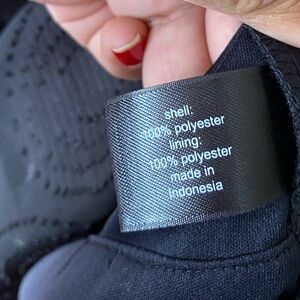 shell:
100% polyester
lining:
100% polyester
made in
Indonesia